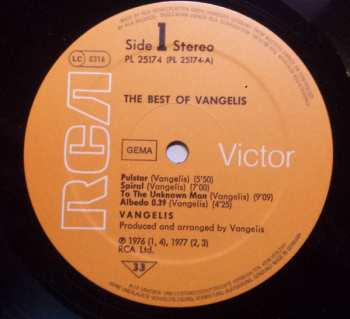 Side 1 Stereo
LC 0316
PL 25174 (PL 25174-A)
THE BEST OF VANGELIS
RCA
GEMA
Victor
Pulstar (Vangelis) (5'50)
Spiral (Vangelis) (7'00)
To The Unknown Man (Vangelis) (9'09)
Albedo 0.39 (Vangelis) (4'25)
VANGELIS
Produced and arranged by Vangelis
℗ 1976 (1, 4), 1977 (2, 3)
RCA Ltd.
33